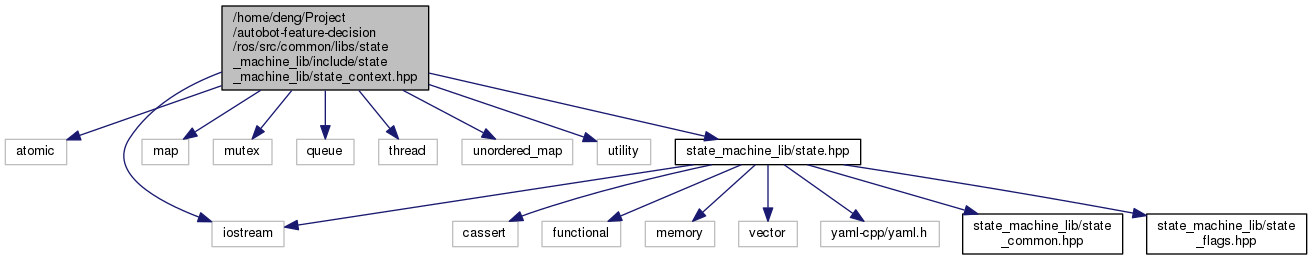 /home/deng/Project
/autobot-feature-decision
/ros/src/common/libs/state
_machine_lib/include/state
_machine_lib/state_context.hpp
atomic
map
mutex
queue
thread
unordered_map
utility
state_machine_lib/state.hpp
iostream
cassert
functional
memory
vector
yaml-cpp/yaml.h
state_machine_lib/state
_common.hpp
state_machine_lib/state
_flags.hpp